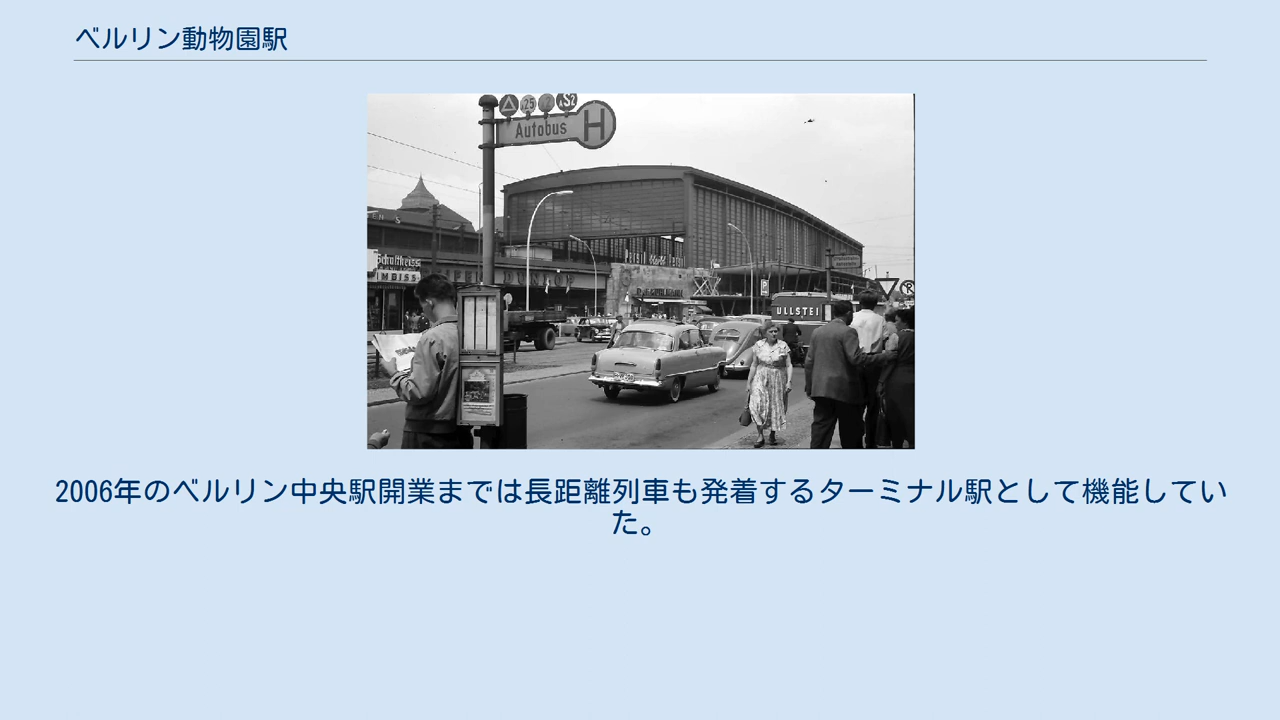 ベルリン動物園駅
Autobus H
Schultheiss
IMBISS
DUNLOP
ULLSTEI
P
2006年のベルリン中央駅開業までは長距離列車も発着するターミナル駅として機能してい
た。